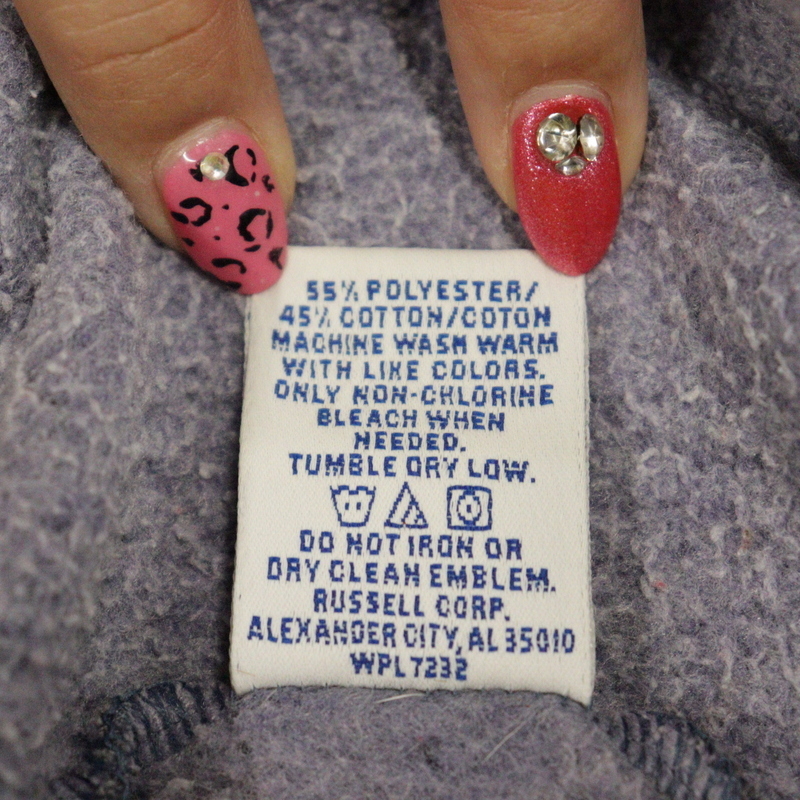 55% POLYESTER/
45% COTTON/COTON
MACHINE WASH WARM
WITH LIKE COLORS.
ONLY NON-CHLORINE
BLEACH WHEN
NEEDED.
TUMBLE DRY LOW.
DO NOT IRON OR
DRY CLEAN EMBLEM.
RUSSELL CORP.
ALEXANDER CITY, AL 35010
WPL 7232